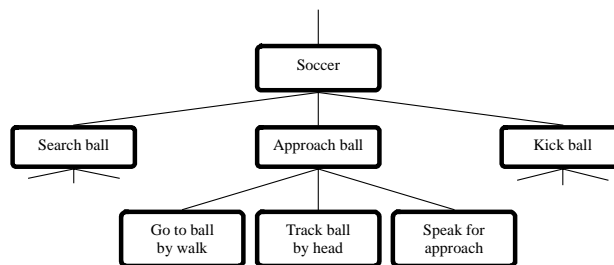 Soccer
Search ball
Approach ball
Kick ball
Go to ball
by walk
Track ball
by head
Speak for
approach